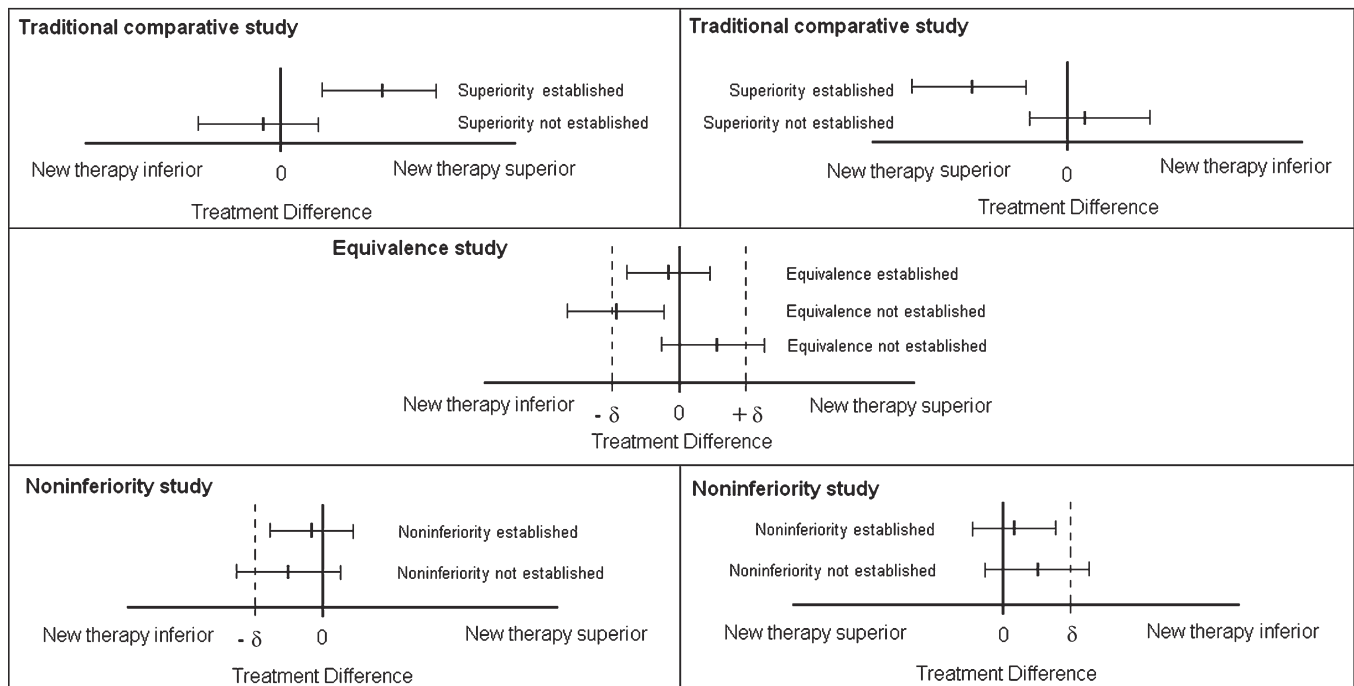 Traditional comparative study
Superiority established
Superiority not established
New therapy inferior
0
New therapy superior
Treatment Difference
Traditional comparative study
Superiority established
Superiority not established
New therapy superior
0
New therapy inferior
Treatment Difference
Equivalence study
Equivalence established
Equivalence not established
Equivalence not established
New therapy inferior
- δ
0
+ δ
New therapy superior
Treatment Difference
Noninferiority study
Noninferiority established
Noninferiority not established
New therapy inferior
- δ
0
New therapy superior
Treatment Difference
Noninferiority study
Noninferiority established
Noninferiority not established
New therapy superior
0
δ
New therapy inferior
Treatment Difference